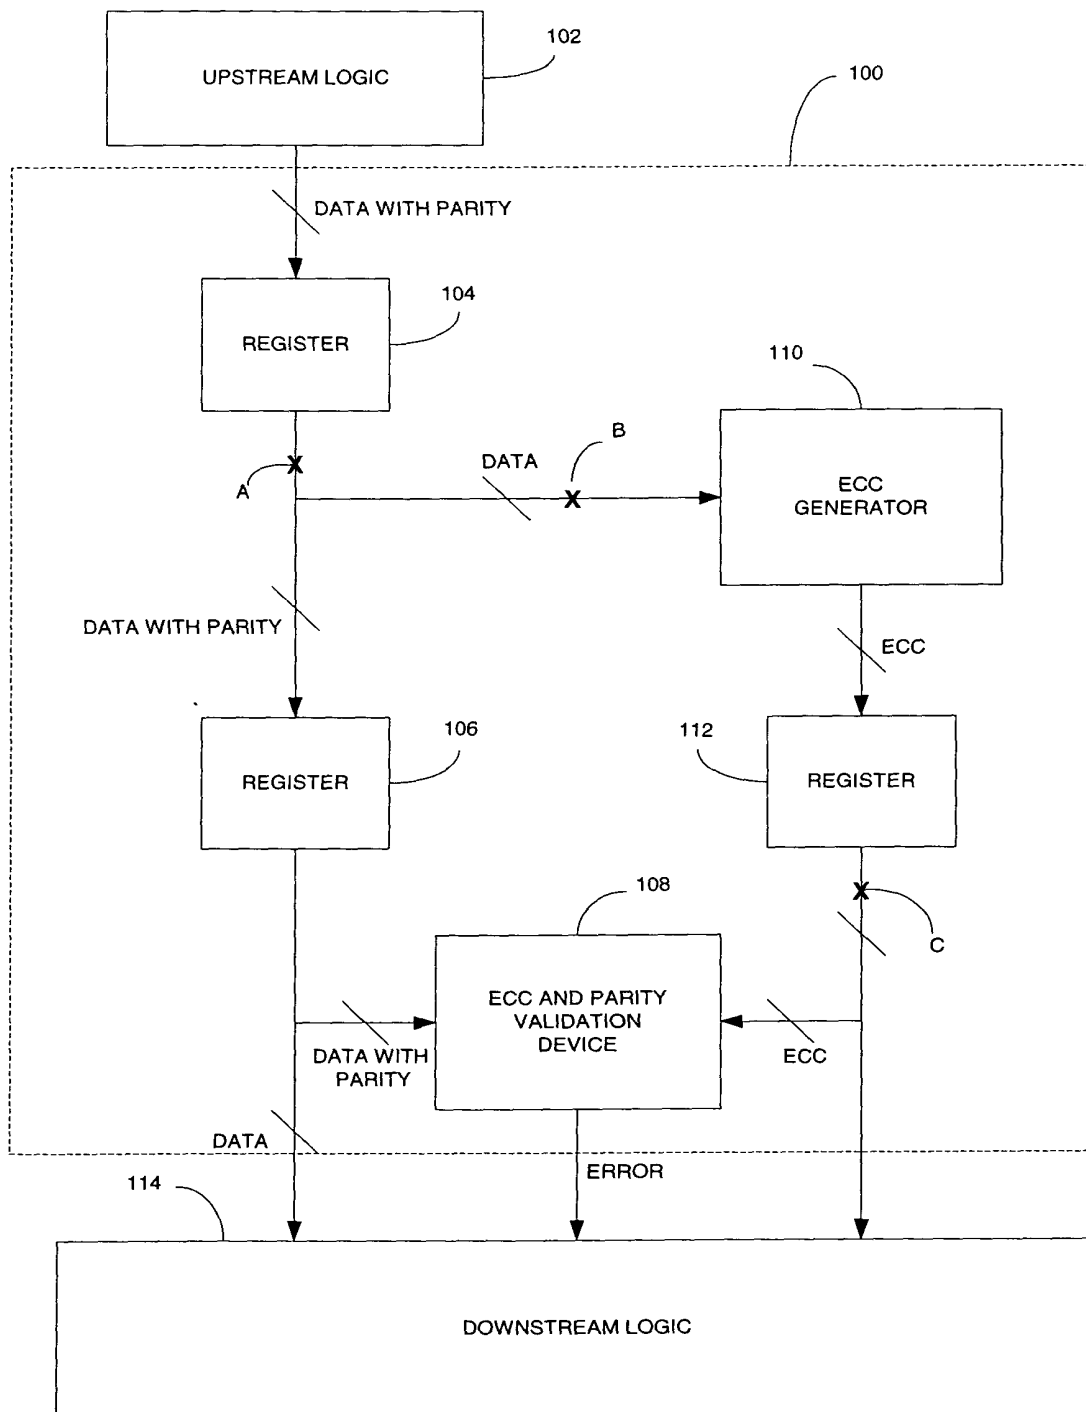 102
UPSTREAM LOGIC
100
DATA WITH PARITY
104
REGISTER
110
B
DATA
A
ECC
GENERATOR
DATA WITH PARITY
ECC
106
112
REGISTER
REGISTER
108
C
ECC AND PARITY
VALIDATION
DEVICE
DATA WITH
PARITY
ECC
DATA
ERROR
114
DOWNSTREAM LOGIC